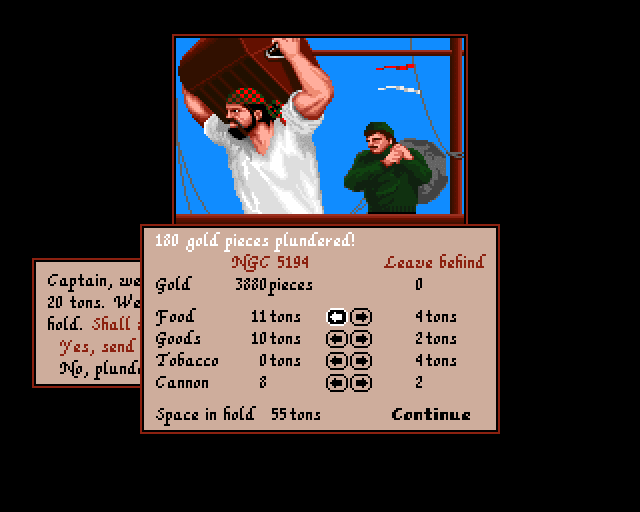 180 gold pieces plundered!
NGC 5194 Leave behind
Gold 3880 pieces 0
Food 11 tons 4 tons
Goods 10 tons 2 tons
Tobacco 0 tons 4 tons
Cannon 8 2
Space in hold 55 tons Continue
Captain, we
20 tons. We
hold. Shall
Yes, send
No, plund